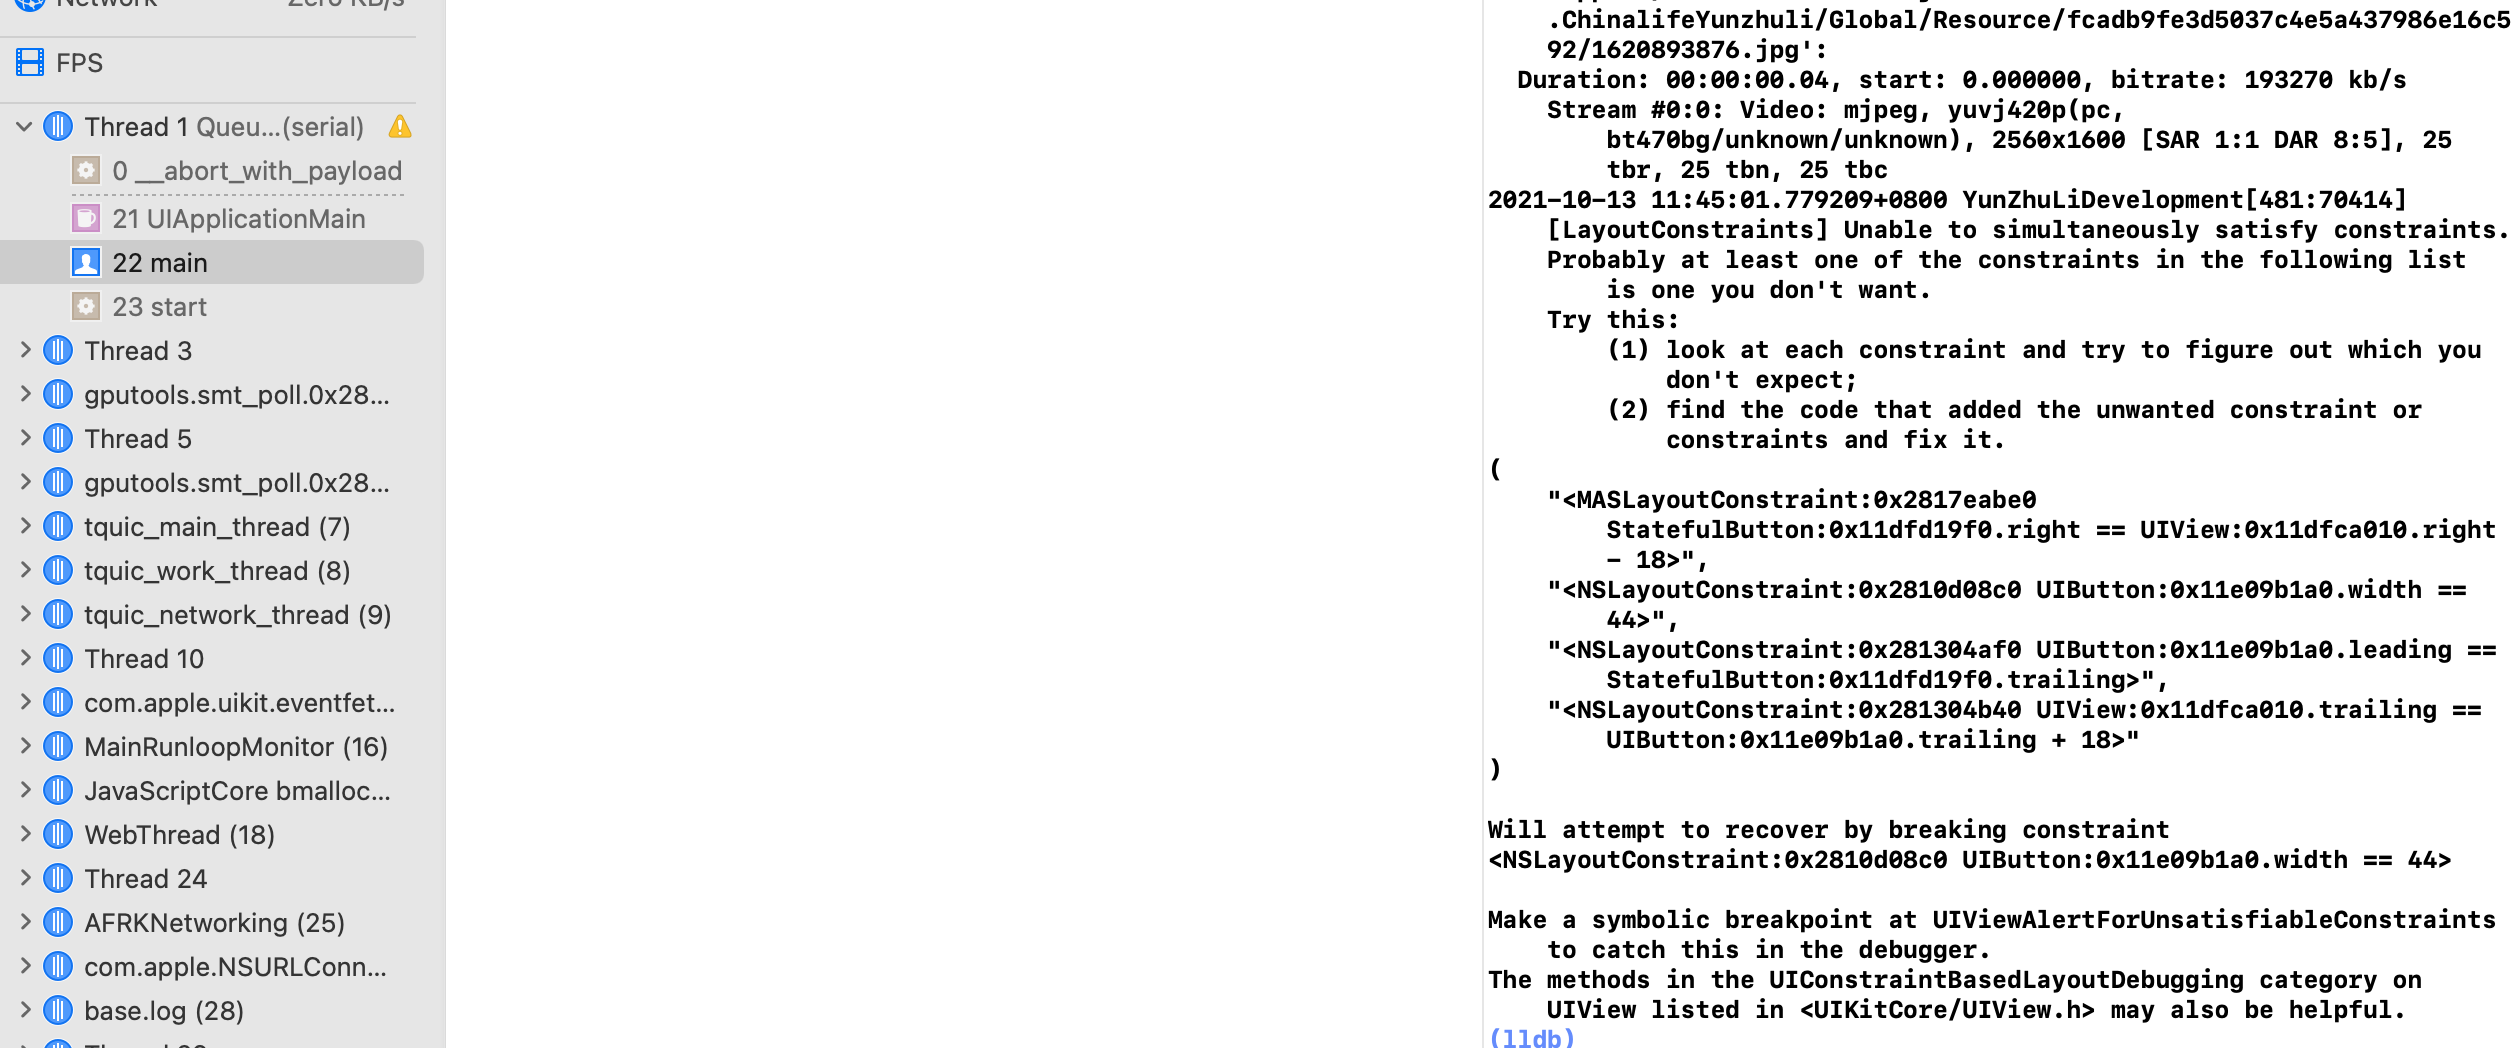 Network Zero KB/s
FPS
Thread 1 Queu...(serial)
0 __abort_with_payload
21 UIApplicationMain
22 main
23 start
Thread 3
gputools.smt_poll.0x28...
Thread 5
gputools.smt_poll.0x28...
tquic_main_thread (7)
tquic_work_thread (8)
tquic_network_thread (9)
Thread 10
com.apple.uikit.eventfet...
MainRunloopMonitor (16)
JavaScriptCore bmalloc...
WebThread (18)
Thread 24
AFRKNetworking (25)
com.apple.NSURLConn...
base.log (28)
.ChinalifeYunzhuli/Global/Resource/fcadb9fe3d5037c4e5a437986e16c5
92/1620893876.jpg':
Duration: 00:00:00.04, start: 0.000000, bitrate: 193270 kb/s
Stream #0:0: Video: mjpeg, yuvj420p(pc,
bt470bg/unknown/unknown), 2560x1600 [SAR 1:1 DAR 8:5], 25
tbr, 25 tbn, 25 tbc
2021-10-13 11:45:01.779209+0800 YunZhuLiDevelopment[481:70414]
[LayoutConstraints] Unable to simultaneously satisfy constraints.
Probably at least one of the constraints in the following list
is one you don't want.
Try this:
(1) look at each constraint and try to figure out which you
don't expect;
(2) find the code that added the unwanted constraint or
constraints and fix it.
(
"<MASLayoutConstraint:0x2817eabe0
StatefulButton:0x11dfd19f0.right == UIView:0x11dfca010.right
- 18>",
"<NSLayoutConstraint:0x2810d08c0 UIButton:0x11e09b1a0.width ==
44>",
"<NSLayoutConstraint:0x281304af0 UIButton:0x11e09b1a0.leading ==
StatefulButton:0x11dfd19f0.trailing>",
"<NSLayoutConstraint:0x281304b40 UIView:0x11dfca010.trailing ==
UIButton:0x11e09b1a0.trailing + 18>"
)
Will attempt to recover by breaking constraint
<NSLayoutConstraint:0x2810d08c0 UIButton:0x11e09b1a0.width == 44>
Make a symbolic breakpoint at UIViewAlertForUnsatisfiableConstraints
to catch this in the debugger.
The methods in the UIConstraintBasedLayoutDebugging category on
UIView listed in <UIKitCore/UIView.h> may also be helpful.
(lldb)